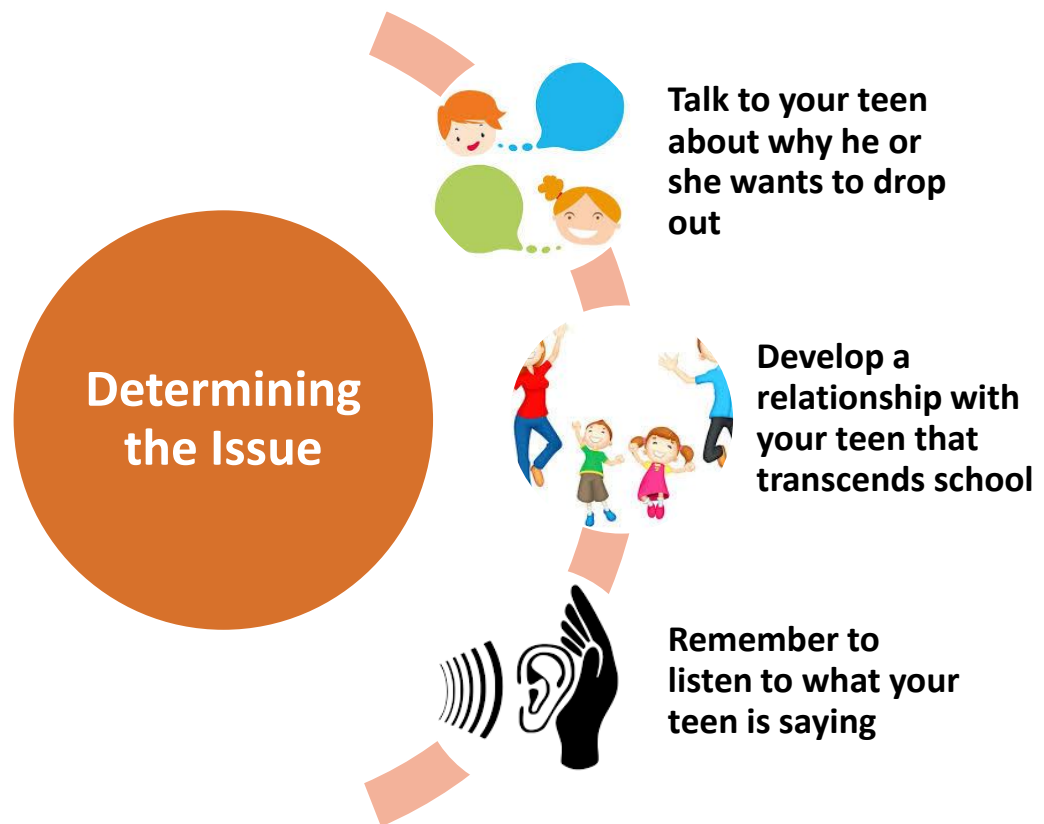 Determining
the Issue
Talk to your teen
about why he or
she wants to drop
out
Develop a
relationship with
your teen that
transcends school
Remember to
listen to what your
teen is saying